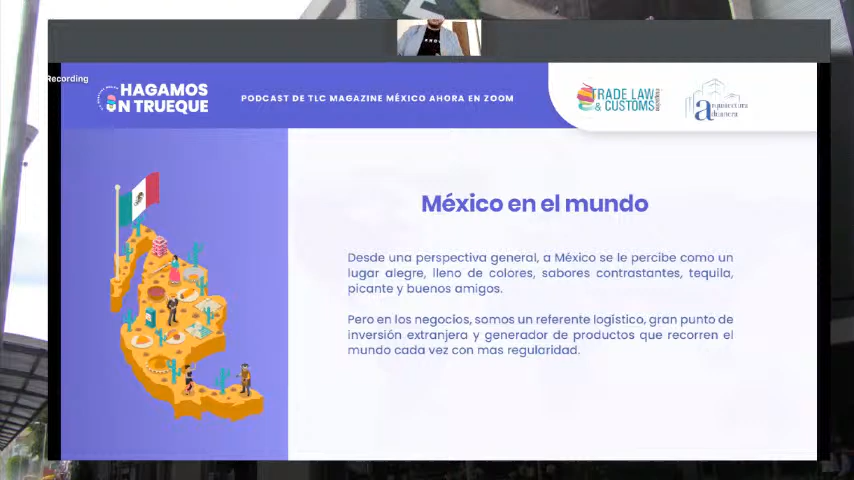 Recording
HAGAMOS
UN TRUEQUE
PODCAST DE TLC MAGAZINE MÉXICO AHORA EN ZOOM
TRADE LAW
& CUSTOMS
Arquitectura
Aduanera
México en el mundo
Desde una perspectiva general, a México se le percibe como un
lugar alegre, lleno de colores, sabores contrastantes, tequila,
picante y buenos amigos.
Pero en los negocios, somos un referente logístico, gran punto de
inversión extranjera y generador de productos que recorren el
mundo cada vez con mas regularidad.